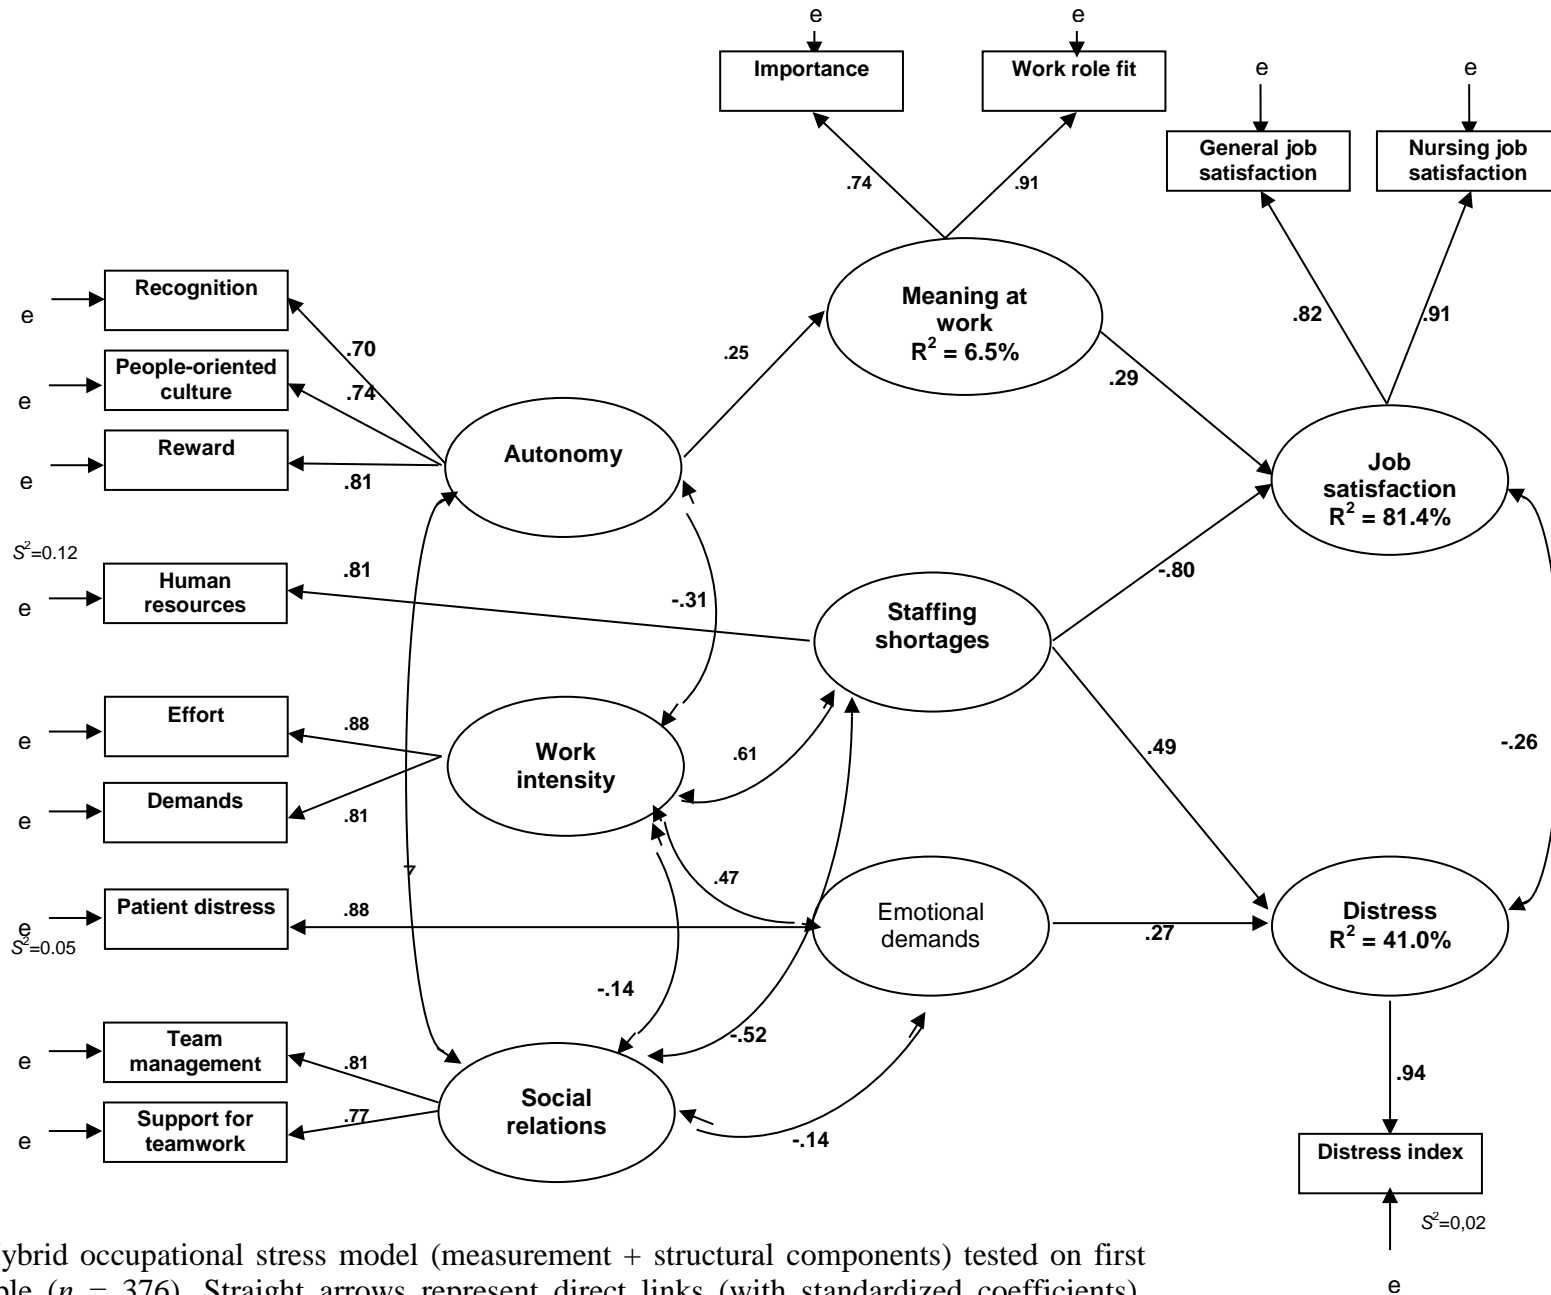 e
e
Importance
Work role fit
e
e
General job
satisfaction
Nursing job
satisfaction
.74
.91
Recognition
e
Meaning at
work
R² = 6.5%
.82
.91
.70
.25
People-oriented
culture
e
.74
.29
Reward
e
.81
Autonomy
Job
satisfaction
R² = 81.4%
S²=0.12
Human
resources
e
.81
-.31
Staffing
shortages
-.80
Effort
e
.88
Work
intensity
.61
.49
-.26
Demands
e
.81
7
.47
Patient distress
e
S²=0.05
.88
Emotional
demands
.27
Distress
R² = 41.0%
-.14
-.52
Team
management
e
.81
.94
Social
relations
Support for
teamwork
e
.77
-.14
Distress index
S²=0,02
e
ybrid occupational stress model (measurement + structural components) tested on first
ple (n = 376). Straight arrows represent direct links (with standardized coefficients).